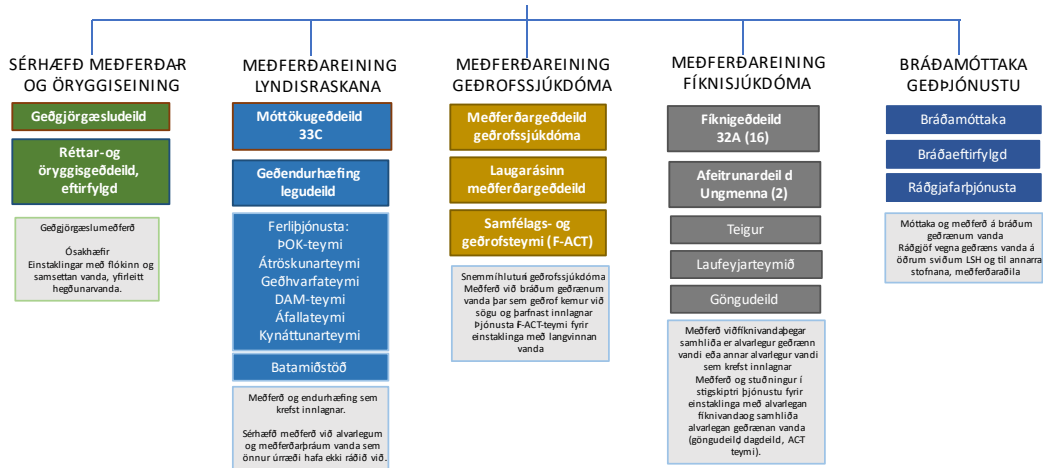 SÉRHÆFÐ MEÐFERÐAR
OG ÖRYGGISEINING
Geðgjörgæsludeild
Réttar-og
öryggisgeðdeild,
eftirfylgd
Geðgjörgæslumeðferð
Ósakhæfir
Einstaklingar með flókinn og
samsettan vanda, yfirleitt
hegðunarvanda.
MEÐFERÐAREINING
LYNDISRASKANA
Móttökugeðdeild
33C
Geðendurhæfing
legudeild
Ferliþjónusta:
ÞOK-teymi
Átröskunarteymi
Geðhvarfateymi
DAM-teymi
Áfallateymi
Kynáttunarteymi
Batamiðstöð
Meðferð og endurhæfing sem
krefst innlagnar.
Sérhæfð meðferð við alvarlegum
og meðferðarþráum vanda sem
önnur úrræði hafa ekki ráðið við.
MEÐFERÐAREINING
GEÐROFSSJÚKDÓMA
Meðferðargeðdeild
geðrofssjúkdóma
Laugarásinn
meðferðargeðdeild
Samfélags- og
geðrofsteymi (F-ACT)
Snemmíhlutun í geðrofssjúkdóma
Meðferð við bráðum geðrænum
vanda þar sem geðrof kemur við
sögu og þarfnast innlagnar
Þjónusta F-ACT-teymi fyrir
einstaklinga með langvinnan
vanda
MEÐFERÐAREINING
FÍKNISJÚKDÓMA
Fíknigeðdeild
32A (16)
Afeitrunardeil d
Ungmenna (2)
Teigur
Laufeyjarteymið
Göngudeild
Meðferð viðfíknivandaþegar
samhliða er alvarlegur geðrænn
vandi eða annar alvarlegur vandi
sem krefst innlagnar
Meðferð og stuðningur í
stigskiptri þjónustu fyrir
einstaklinga með alvarlegan
fíknivandaog samhliða
alvarlegan geðrænan vanda
(göngudeild, dagdeild, ACT-
teymi).
BRÁÐAMÓTTAKA
GEÐÞJÓNUSTU
Bráðamóttaka
Bráðaeftirfylgd
Ráðgjafarþjónusta
Móttaka og meðferð á bráðum
geðrænum vanda
Ráðgjöf vegna geðræns vanda á
öðrum sviðum LSH og til annarra
stofnana, meðferðaraðila